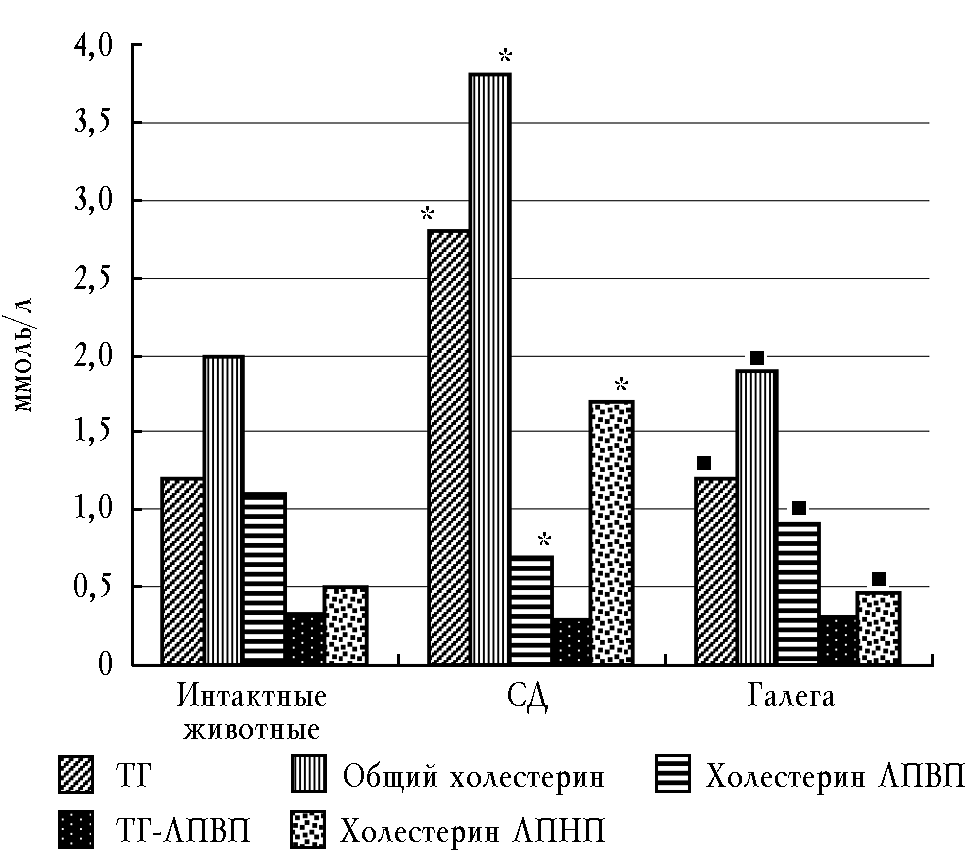 ммоль/л
4,0
3,5
3,0
2,5
2,0
1,5
1,0
0,5
0
*
*
*
*
Интактные
животные
СД
Галега
ТГ
Общий холестерин
Холестерин ЛПВП
ТГ-ЛПВП
Холестерин ЛПНП